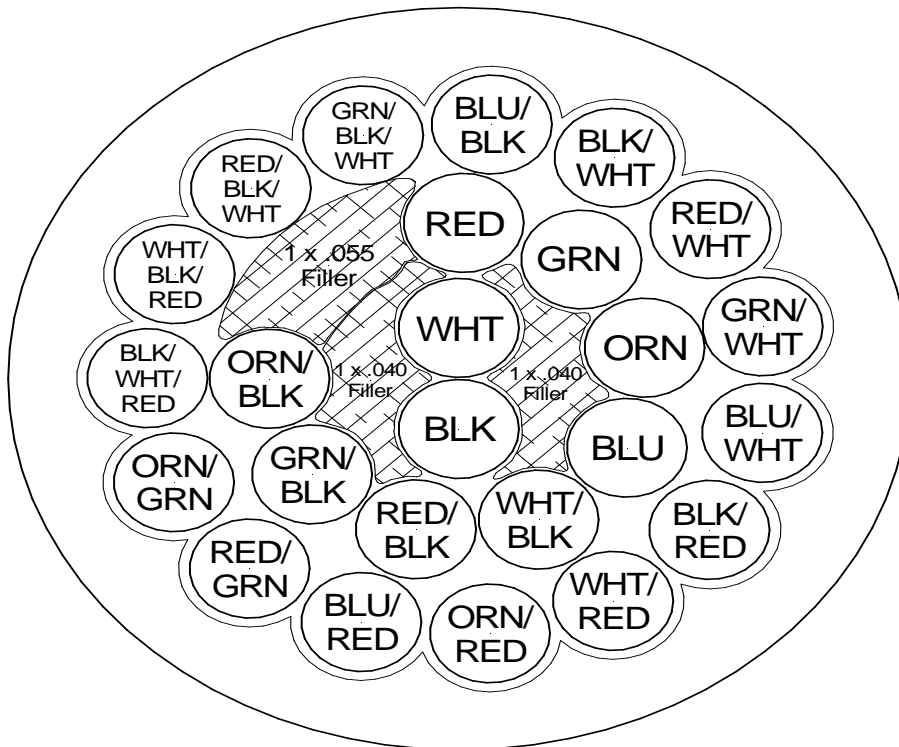 GRN/
BLK/
WHT
BLU/
BLK
BLK/
WHT
RED/
BLK/
WHT
RED
RED/
WHT
WHT/
BLK/
RED
1 x .055
Filler
GRN
WHT
ORN
GRN/
WHT
BLK/
WHT/
RED
ORN/
BLK
1 x .040
Filler
1 x .040
Filler
BLK
BLU
BLU/
WHT
ORN/
GRN
GRN/
BLK
RED/
BLK
WHT/
BLK
BLK/
RED
RED/
GRN
BLU/
RED
ORN/
RED
WHT/
RED